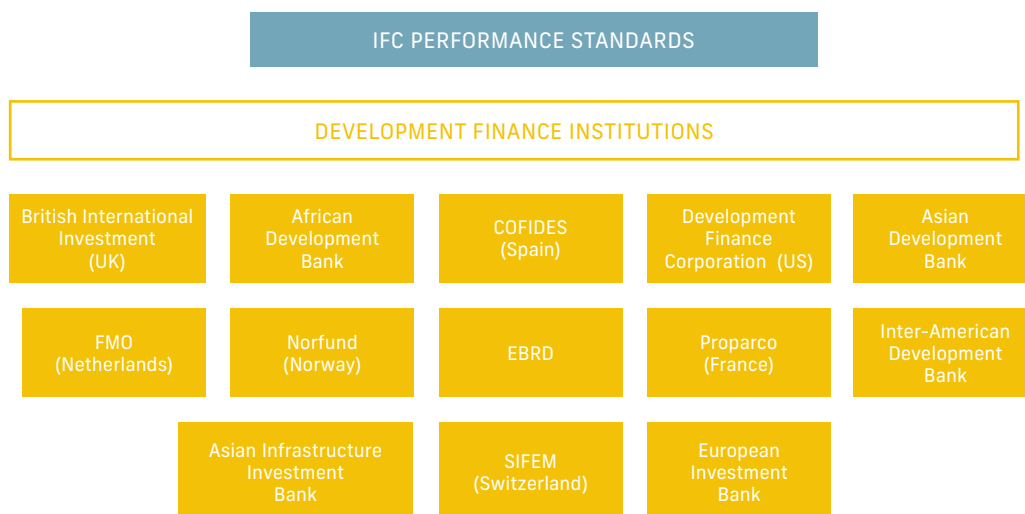 IFC PERFORMANCE STANDARDS
DEVELOPMENT FINANCE INSTITUTIONS
British International
Investment
(UK)
African
Development
Bank
COFIDES
(Spain)
Development
Finance
Corporation (US)
Asian
Development
Bank
FMO
(Netherlands)
Norfund
(Norway)
EBRD
Proparco
(France)
Inter-American
Development
Bank
Asian Infrastructure
Investment
Bank
SIFEM
(Switzerland)
European
Investment
Bank